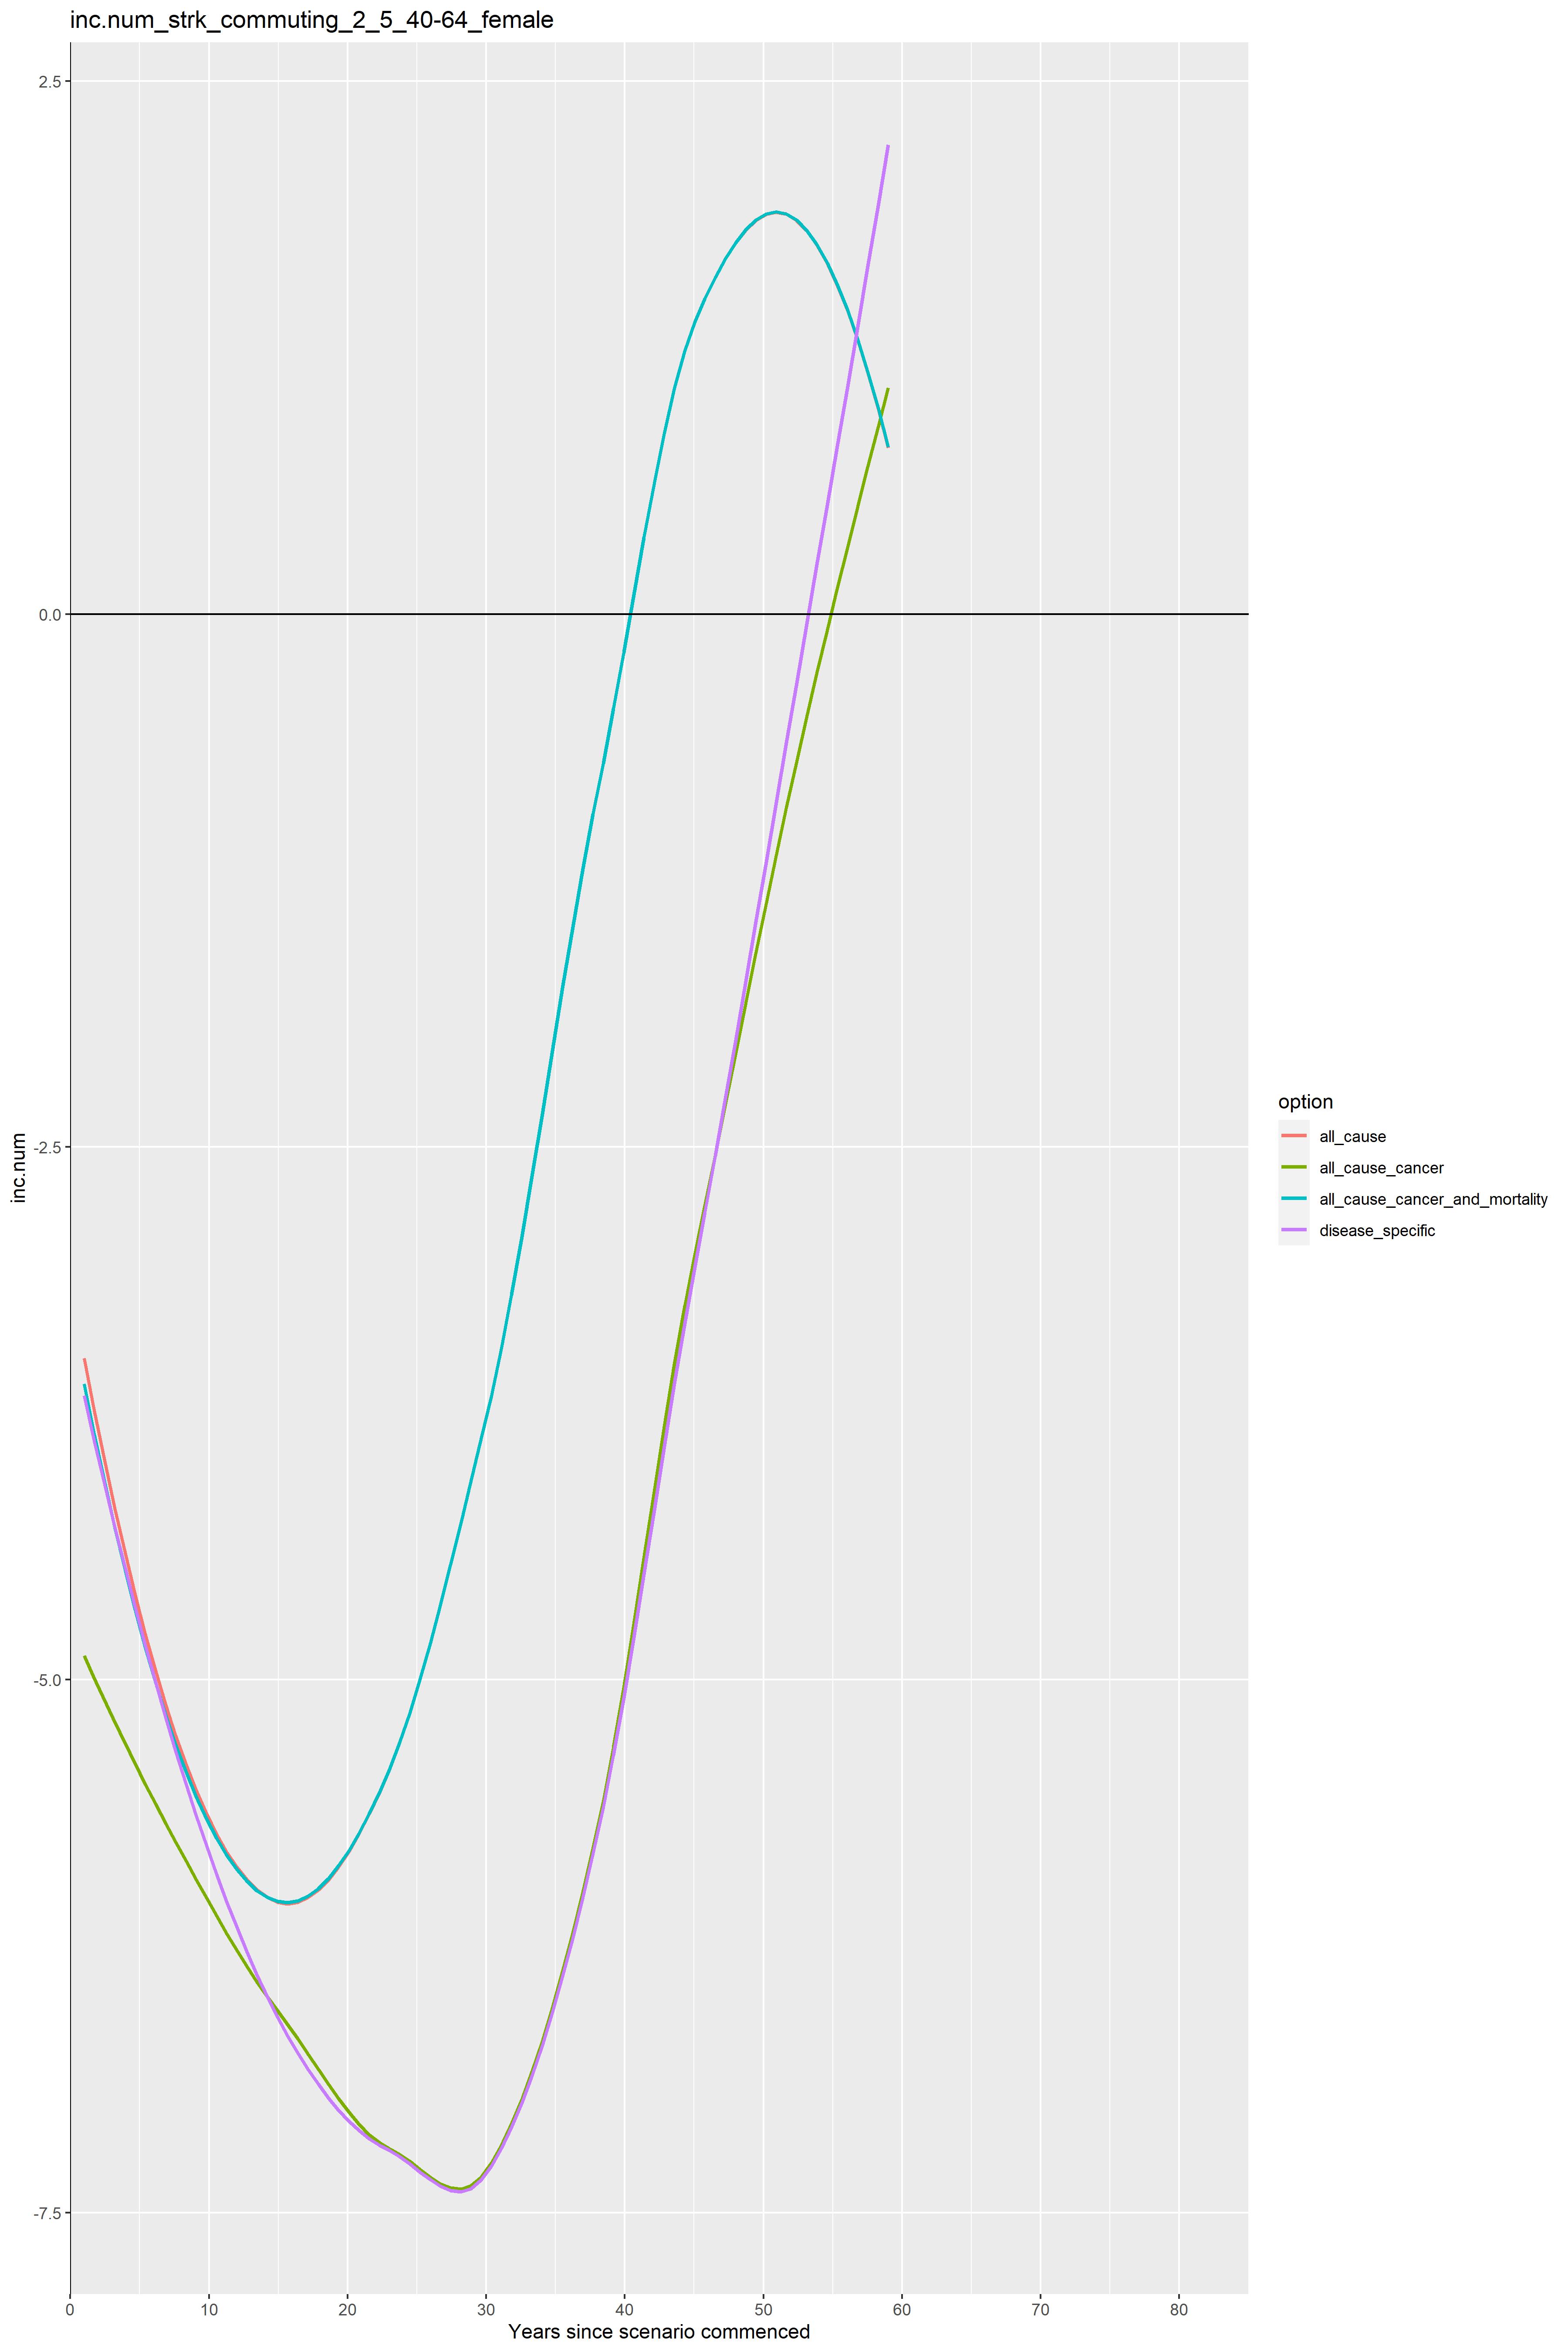 inc.num_strk_commuting_2_5_40-64_female
2.5
0.0
-2.5
-5.0
-7.5
inc.num
0 10 20 30 40 50 60 70 80
Years since scenario commenced
option
all_cause
all_cause_cancer
all_cause_cancer_and_mortality
disease_specific